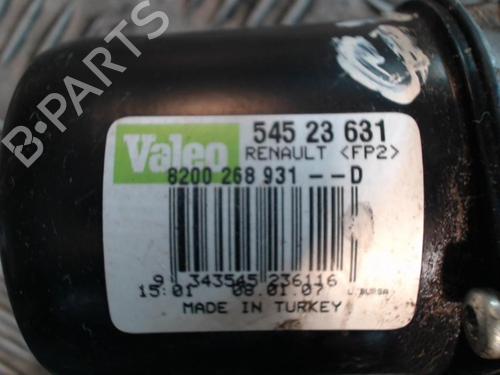 B-PARTS
Valeo
545 23 631
RENAULT <FP2>
8200 268 931 --D
9 343545 236116
15:01 08.01.07
MADE IN TURKEY